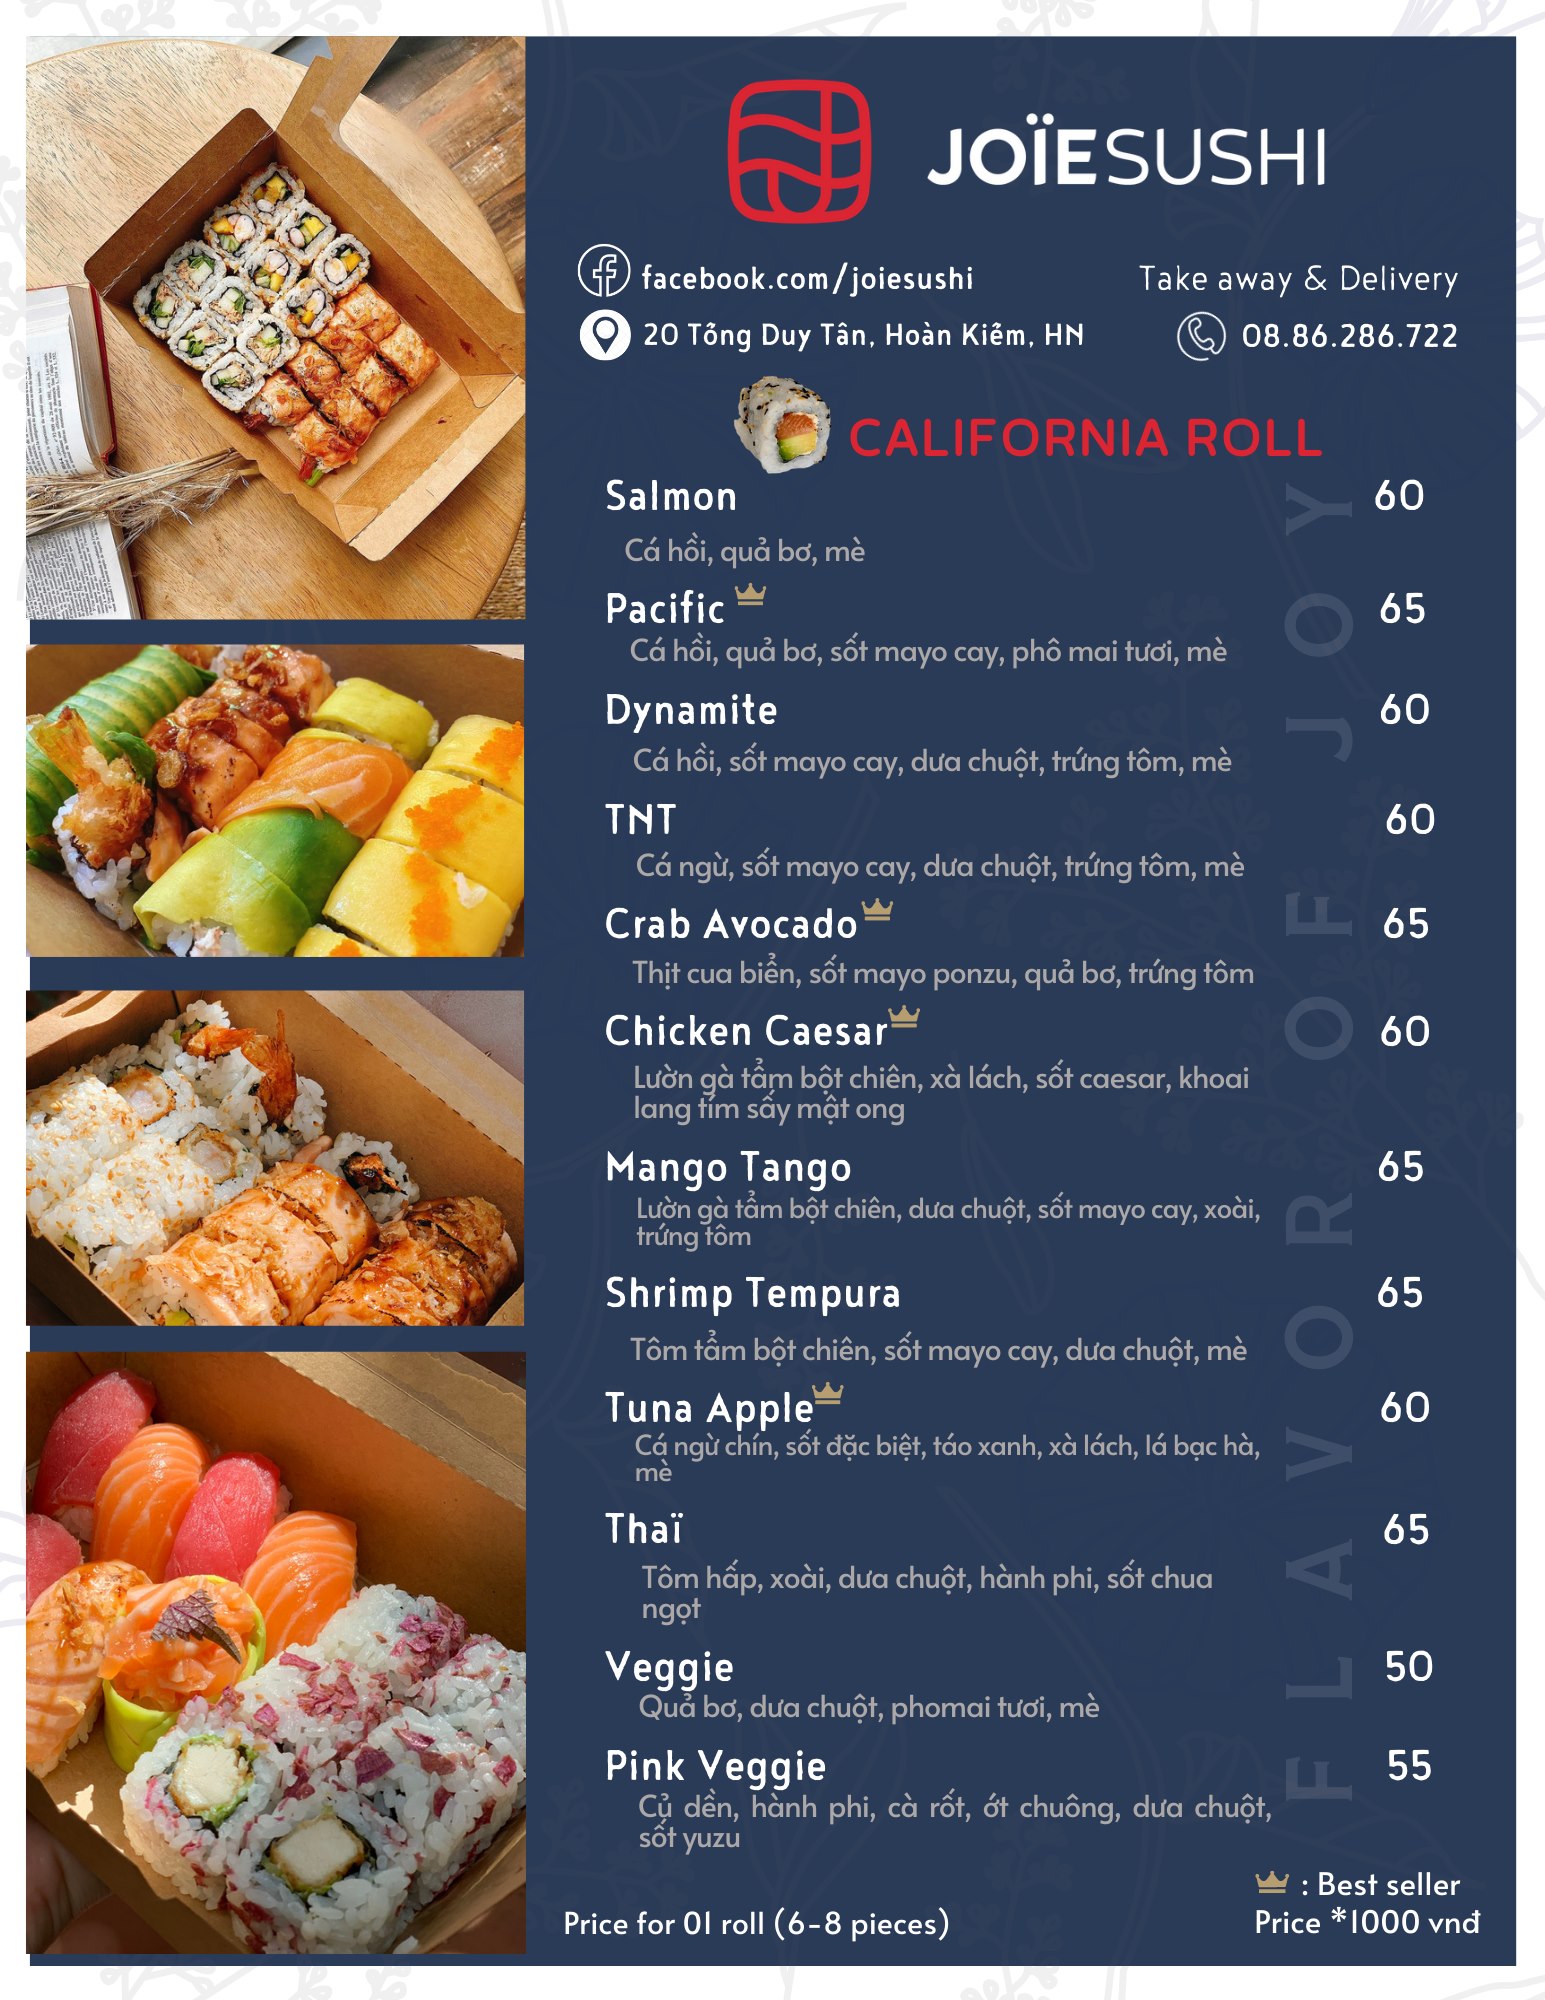 JOÏESUSHI
facebook.com/joiesushi
Take away & Delivery
20 Tống Duy Tân, Hoàn Kiếm, HN
08.86.286.722
CALIFORNIA ROLL
Salmon 60
Cá hồi, quả bơ, mè
Pacific 65
Cá hồi, quả bơ, sốt mayo cay, phô mai tươi, mè
Dynamite 60
Cá hồi, sốt mayo cay, dưa chuột, trứng tôm, mè
TNT 60
Cá ngừ, sốt mayo cay, dưa chuột, trứng tôm, mè
Crab Avocado 65
Thịt cua biển, sốt mayo ponzu, quả bơ, trứng tôm
Chicken Caesar 60
Lườn gà tẩm bột chiên, xà lách, sốt caesar, khoai
lang tím sấy mật ong
Mango Tango 65
Lườn gà tẩm bột chiên, dưa chuột, sốt mayo cay, xoài,
trứng tôm
Shrimp Tempura 65
Tôm tẩm bột chiên, sốt mayo cay, dưa chuột, mè
Tuna Apple 60
Cá ngừ chín, sốt đặc biệt, táo xanh, xà lách, lá bạc hà,
mè
Thaï 65
Tôm hấp, xoài, dưa chuột, hành phi, sốt chua
ngọt
Veggie 50
Quả bơ, dưa chuột, phomai tươi, mè
Pink Veggie 55
Củ dền, hành phi, cà rốt, ớt chuông, dưa chuột,
sốt yuzu
FLAVOR OF JOY
: Best seller
Price for 01 roll (6-8 pieces)
Price *1000 vnđ